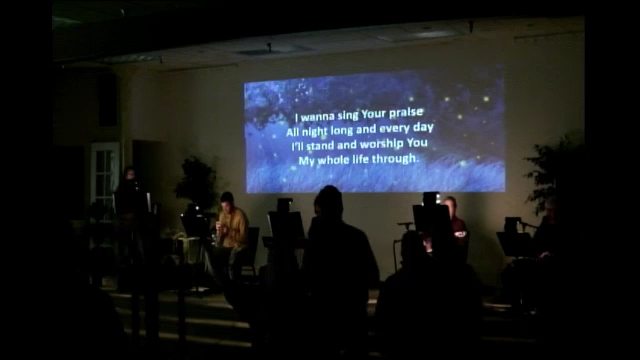 I wanna sing Your praise
All night long and every day
I'll stand and worship You
My whole life through.